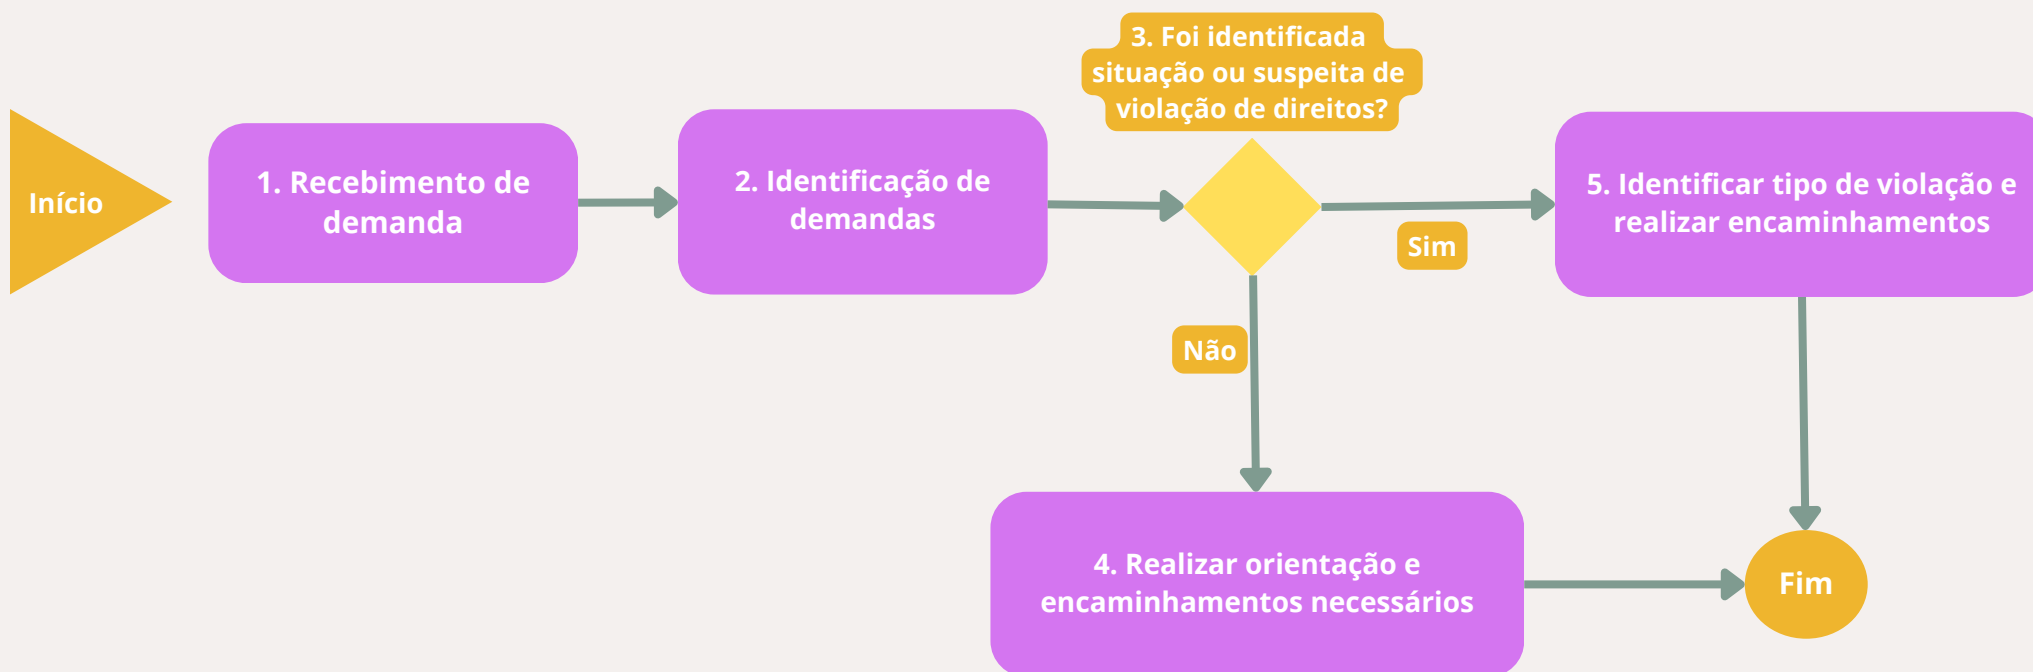 Início
1. Recebimento de
demanda
2. Identificação de
demandas
3. Foi identificada
situação ou suspeita de
violação de direitos?
Sim
5. Identificar tipo de violação e
realizar encaminhamentos
Não
4. Realizar orientação e
encaminhamentos necessários
Fim